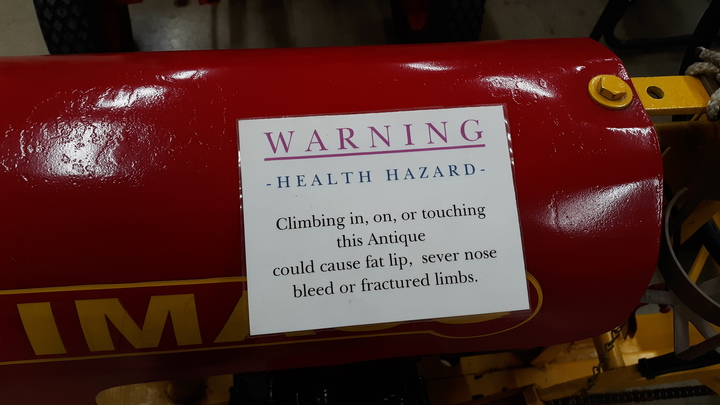 WARNING
-HEALTH HAZARD-
Climbing in, on, or touching
this Antique
could cause fat lip, sever nose
bleed or fractured limbs.